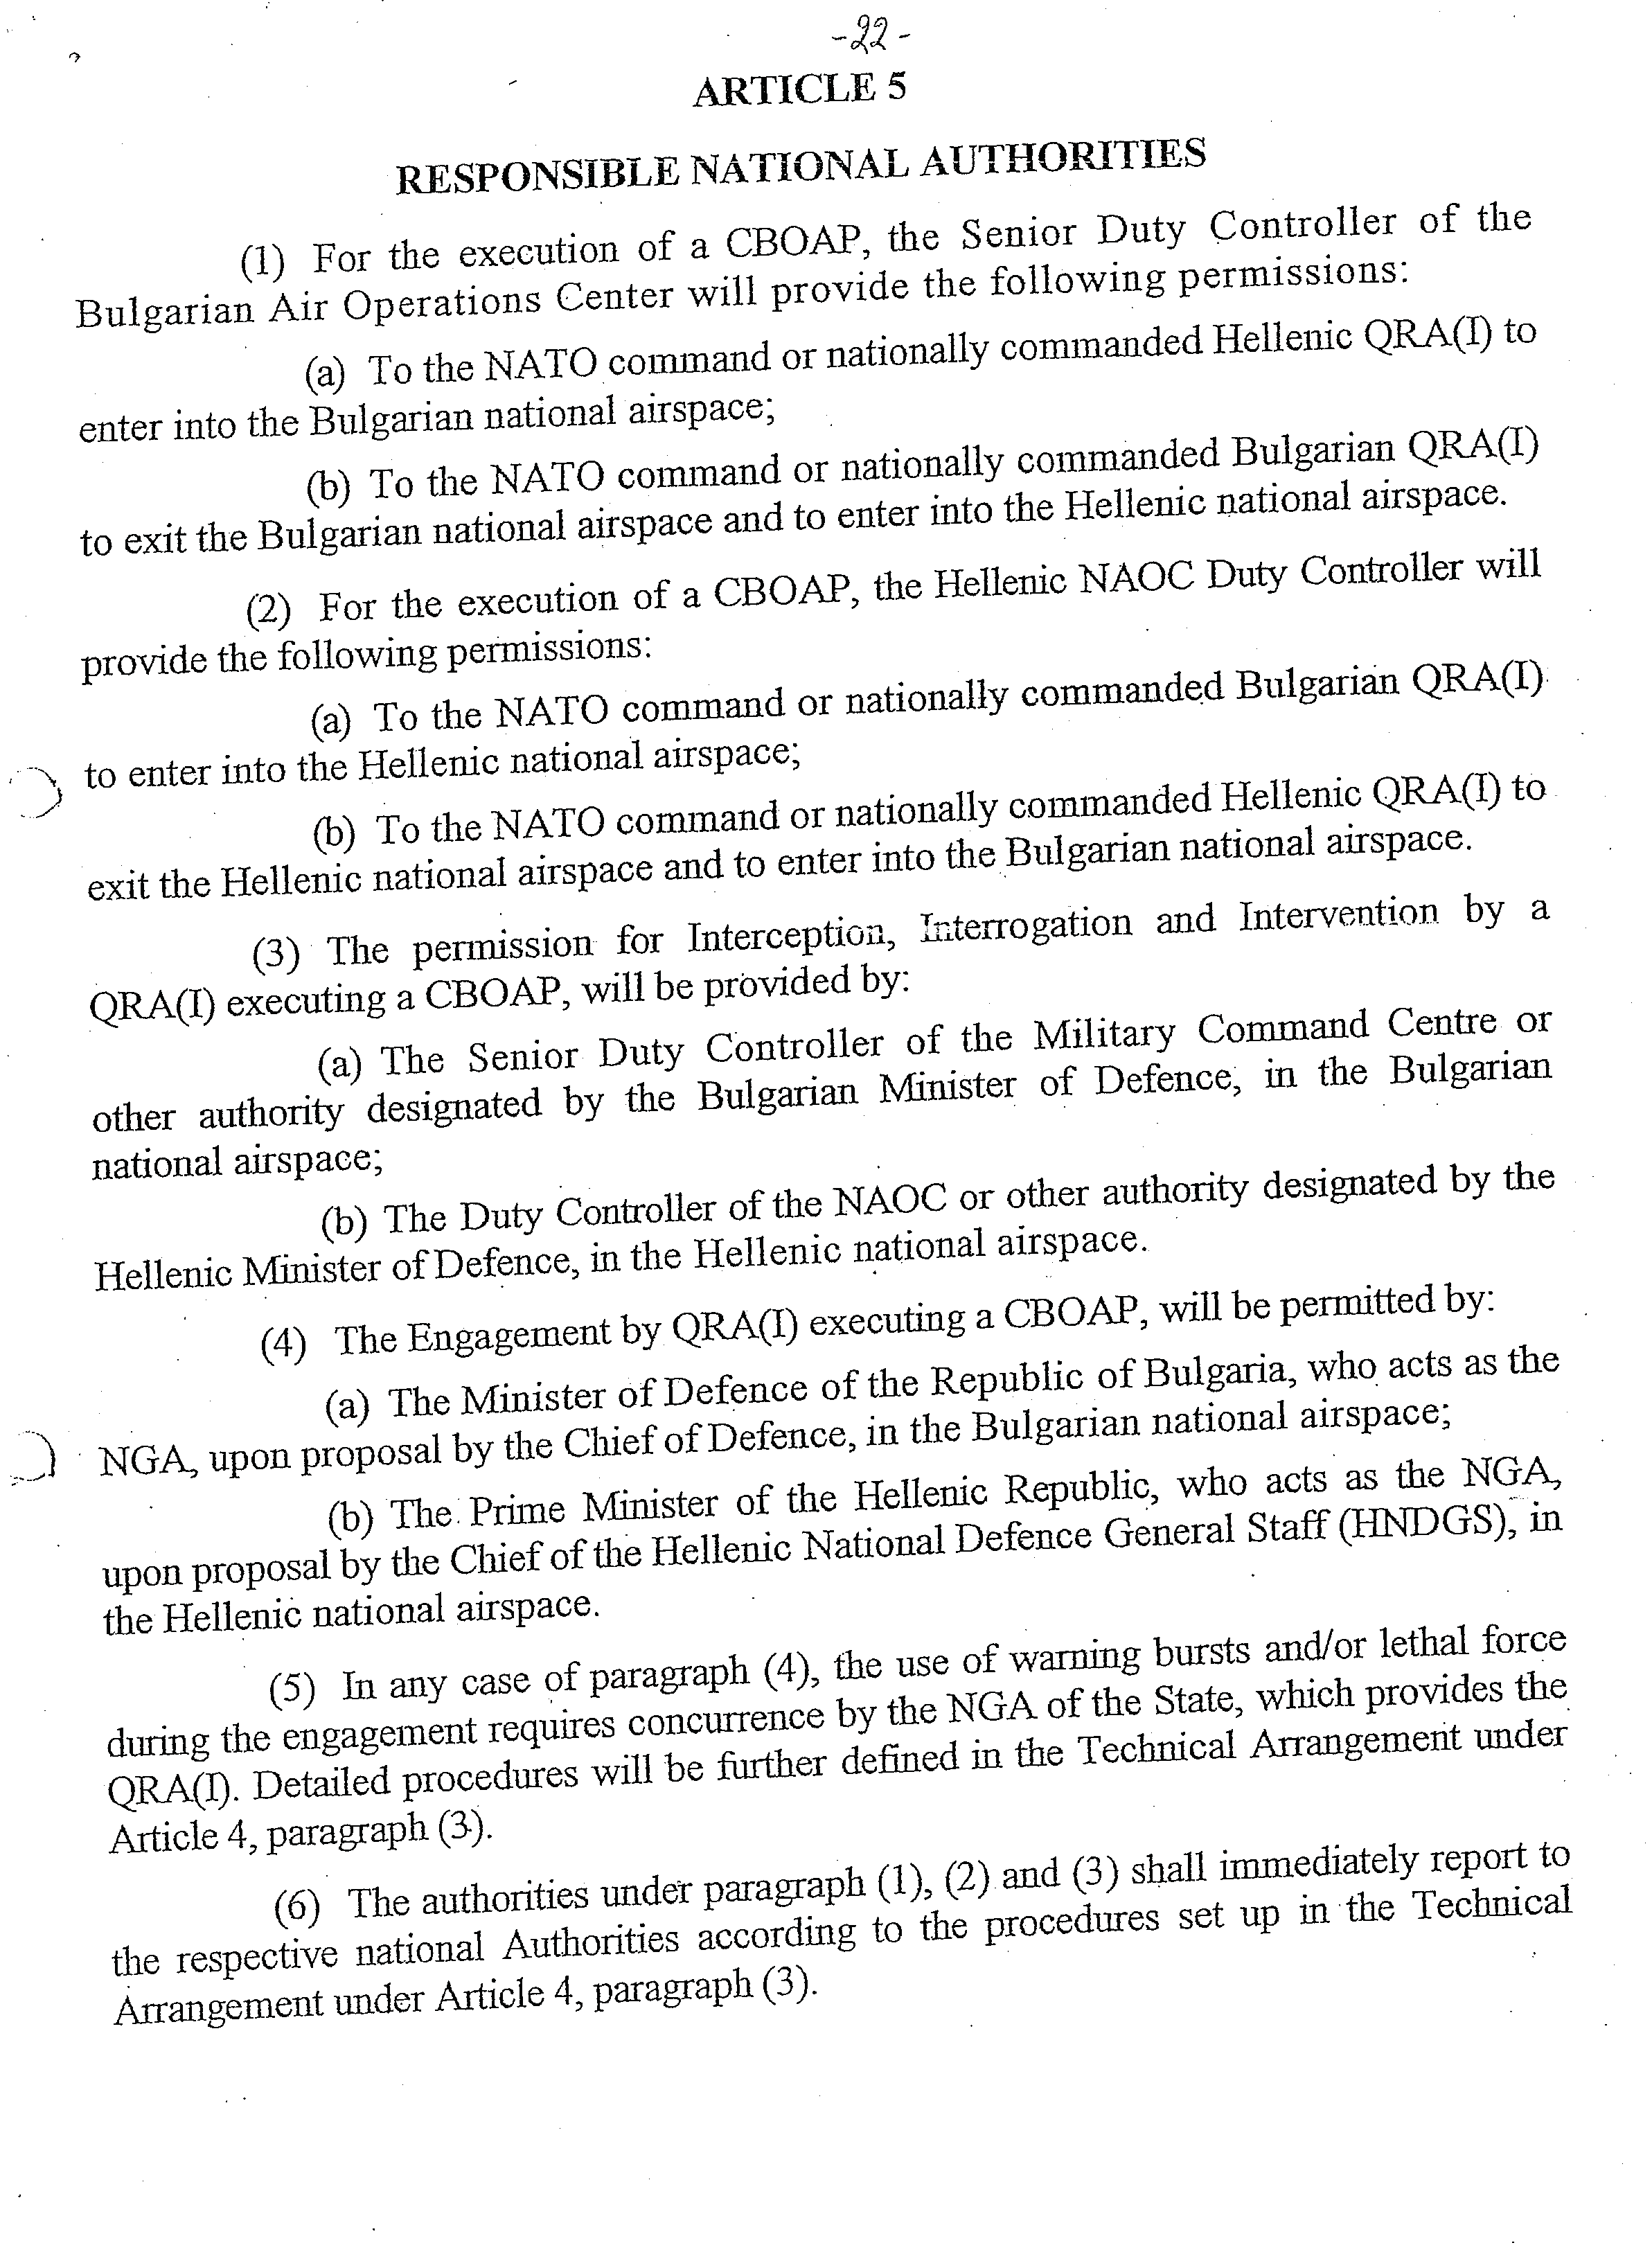 -22-
ARTICLE 5
RESPONSIBLE NATIONAL AUTHORITIES
(1) For the execution of a CBOAP, the Senior Duty Controller of the
Bulgarian Air Operations Center will provide the following permissions:
(a) To the NATO command or nationally commanded Hellenic QRA(I) to
enter into the Bulgarian national airspace;
(b) To the NATO command or nationally commanded Bulgarian QRA(I)
to exit the Bulgarian national airspace and to enter into the Hellenic national airspace.
(2) For the execution of a CBOAP, the Hellenic NAOC Duty Controller will
provide the following permissions:
(a) To the NATO command or nationally commanded Bulgarian QRA(I)
to enter into the Hellenic national airspace;
(b) To the NATO command or nationally commanded Hellenic QRA(I) to
exit the Hellenic national airspace and to enter into the Bulgarian national airspace.
(3) The permission for Interception, Interrogation and Intervention by a
QRA(I) executing a CBOAP, will be provided by:
(a) The Senior Duty Controller of the Military Command Centre or
other authority designated by the Bulgarian Minister of Defence, in the Bulgarian
national airspace;
(b) The Duty Controller of the NAOC or other authority designated by the
Hellenic Minister of Defence, in the Hellenic national airspace.
(4) The Engagement by QRA(I) executing a CBOAP, will be permitted by:
(a) The Minister of Defence of the Republic of Bulgaria, who acts as the
NGA, upon proposal by the Chief of Defence, in the Bulgarian national airspace;
(b) The Prime Minister of the Hellenic Republic, who acts as the NGA,
upon proposal by the Chief of the Hellenic National Defence General Staff (HNDGS), in
the Hellenic national airspace.
(5) In any case of paragraph (4), the use of warning bursts and/or lethal force
during the engagement requires concurrence by the NGA of the State, which provides the
QRA(I). Detailed procedures will be further defined in the Technical Arrangement under
Article 4, paragraph (3).
(6) The authorities under paragraph (1), (2) and (3) shall immediately report to
the respective national Authorities according to the procedures set up in the Technical
Arrangement under Article 4, paragraph (3).